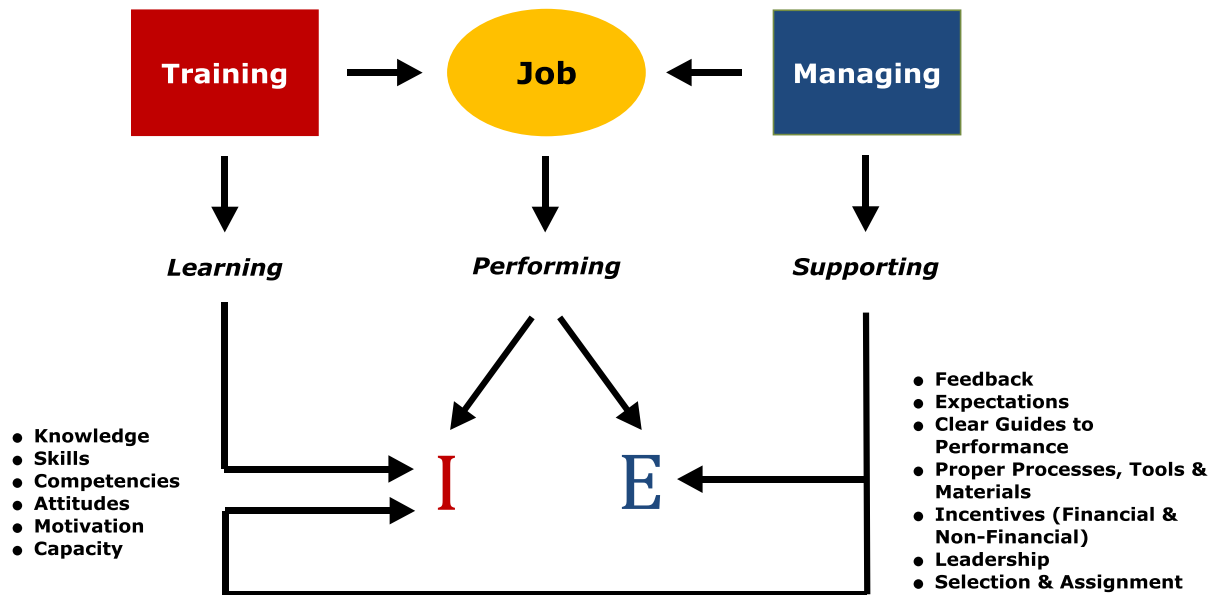 Training
Job
Managing
Learning
Performing
Supporting
● Knowledge
● Skills
● Competencies
● Attitudes
● Motivation
● Capacity
I
E
● Feedback
● Expectations
● Clear Guides to
Performance
● Proper Processes, Tools &
Materials
● Incentives (Financial &
Non-Financial)
● Leadership
● Selection & Assignment